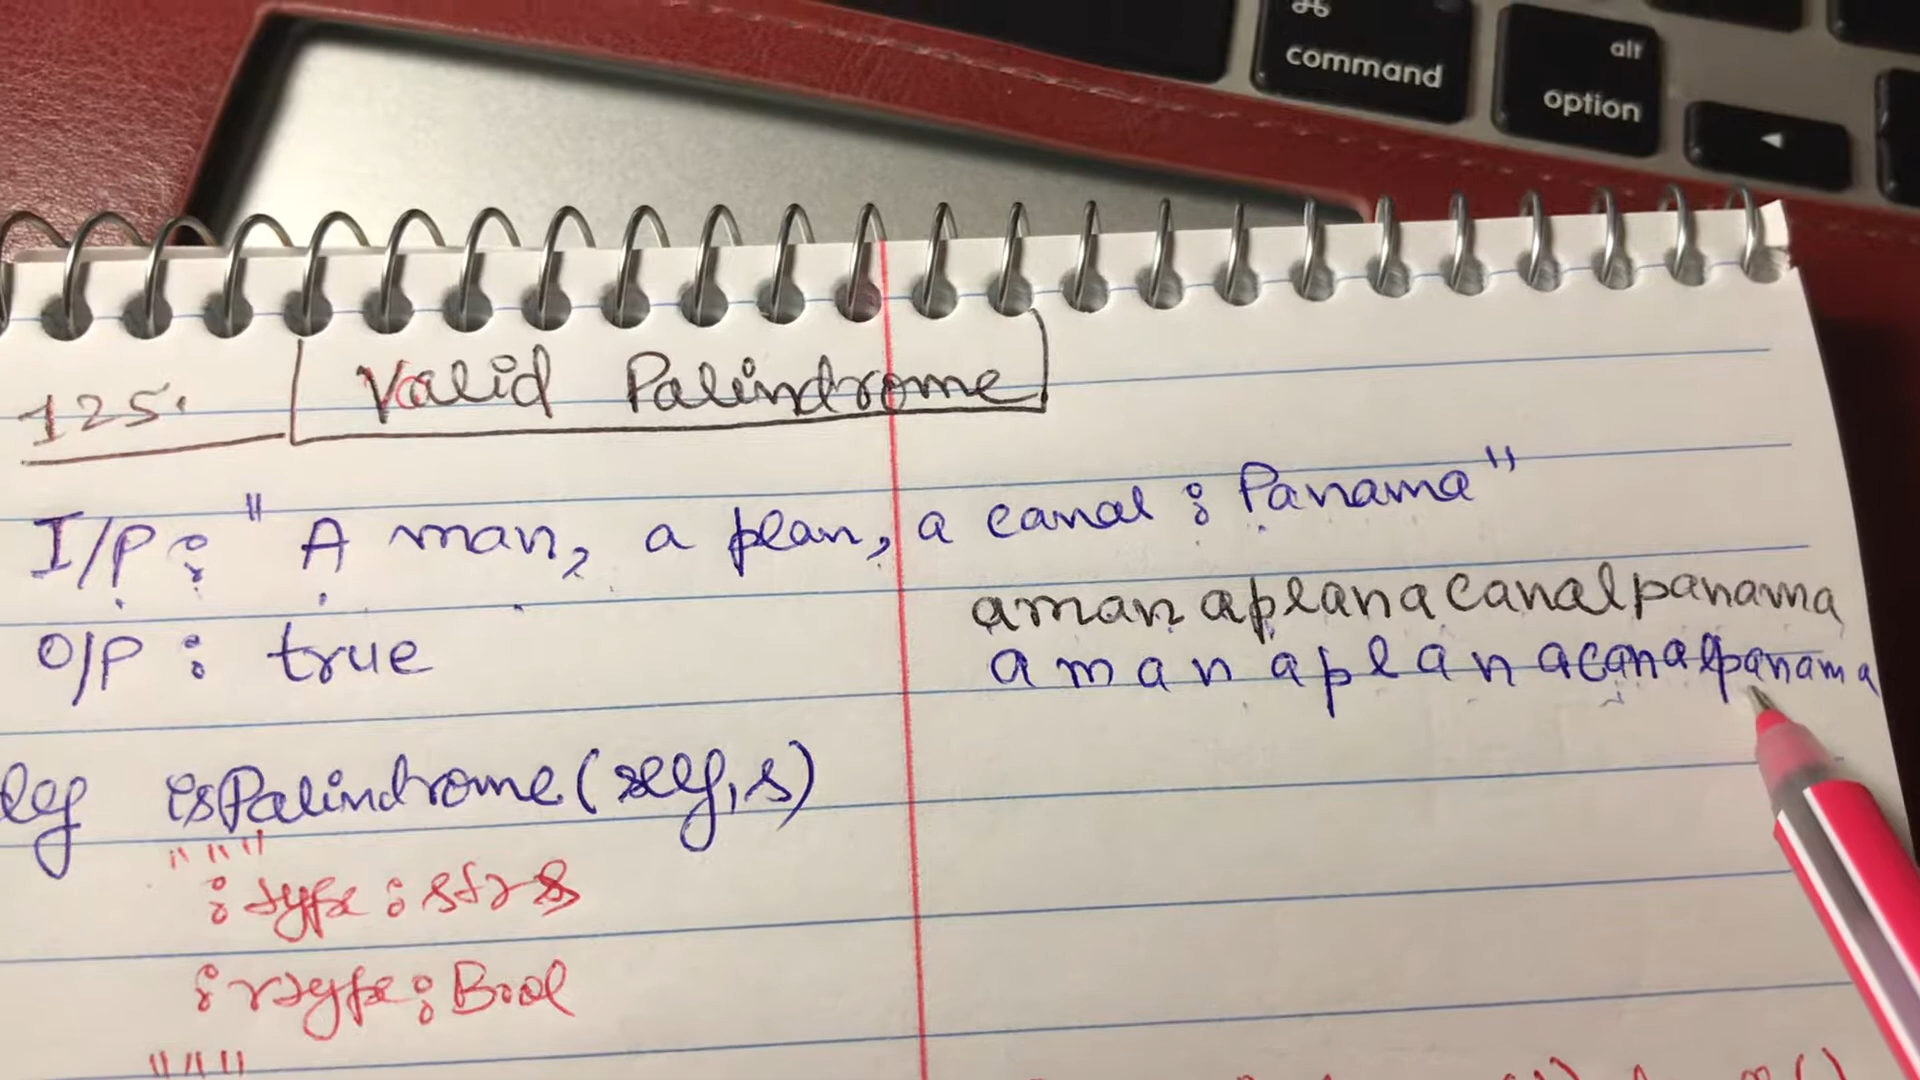 ⌘
command
alt
option
◄
125. Valid Palindrome
I/P : " A man, a plan, a canal : Panama"
amanaplanacanalpanama
O/P : true
amanaplanacanalpanama
def isPalindrome(self, s)
"""
: type : str s
: rtype : Bool
"""